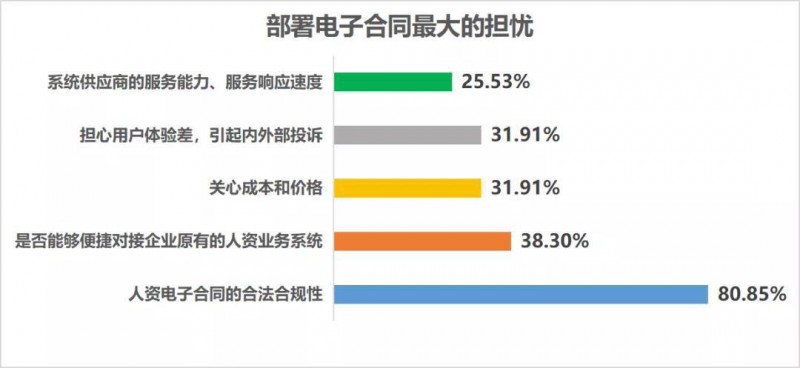 部署电子合同最大的担忧
系统供应商的服务能力、服务响应速度 25.53%
担心用户体验差，引起内外部投诉 31.91%
关心成本和价格 31.91%
是否能够便捷对接企业原有的人资业务系统 38.30%
人资电子合同的合法合规性 80.85%